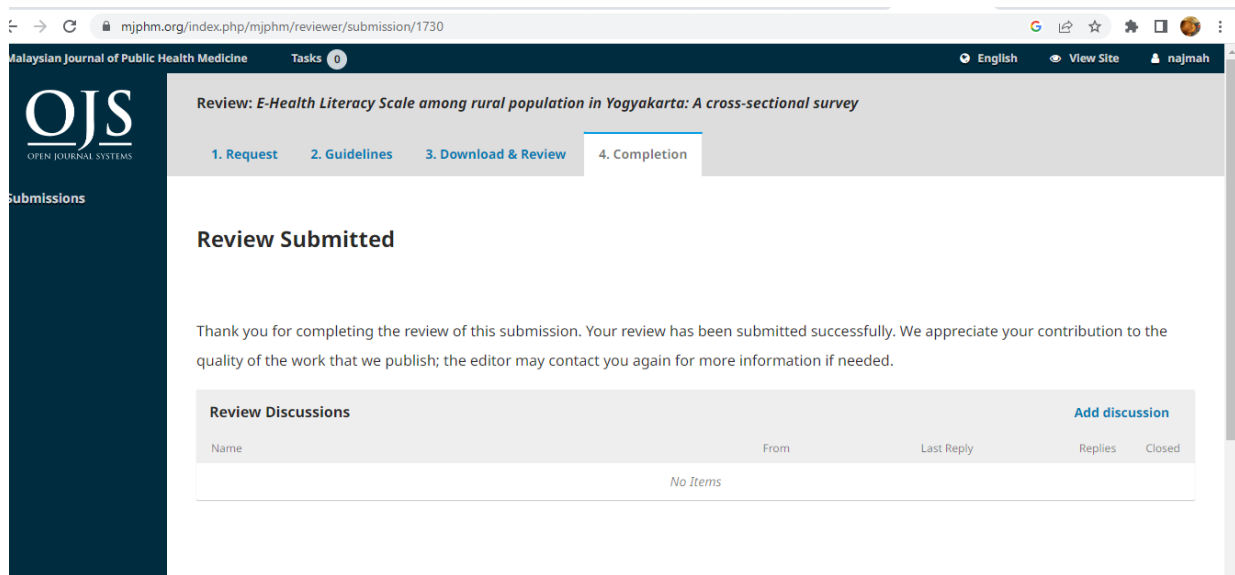 mjphm.org/index.php/mjphm/reviewer/submission/1730
G
Malaysian Journal of Public Health Medicine Tasks 0 English View Site najmah
OJS
OPEN JOURNAL SYSTEMS
Submissions
Review: E-Health Literacy Scale among rural population in Yogyakarta: A cross-sectional survey
1. Request 2. Guidelines 3. Download & Review 4. Completion
Review Submitted
Thank you for completing the review of this submission. Your review has been submitted successfully. We appreciate your contribution to the
quality of the work that we publish; the editor may contact you again for more information if needed.
Review Discussions Add discussion
Name From Last Reply Replies Closed
No Items